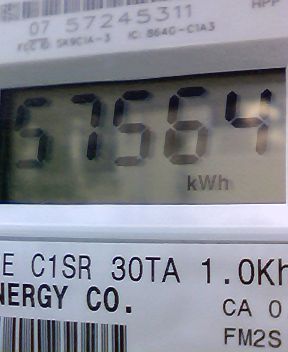 HPP
07 57245311
FCC ID: SK9C1A-3 IC: 864G-C1A3
57564
kWh
E C1SR 30TA 1.0Kh
NERGY CO.
CA 0
FM2S